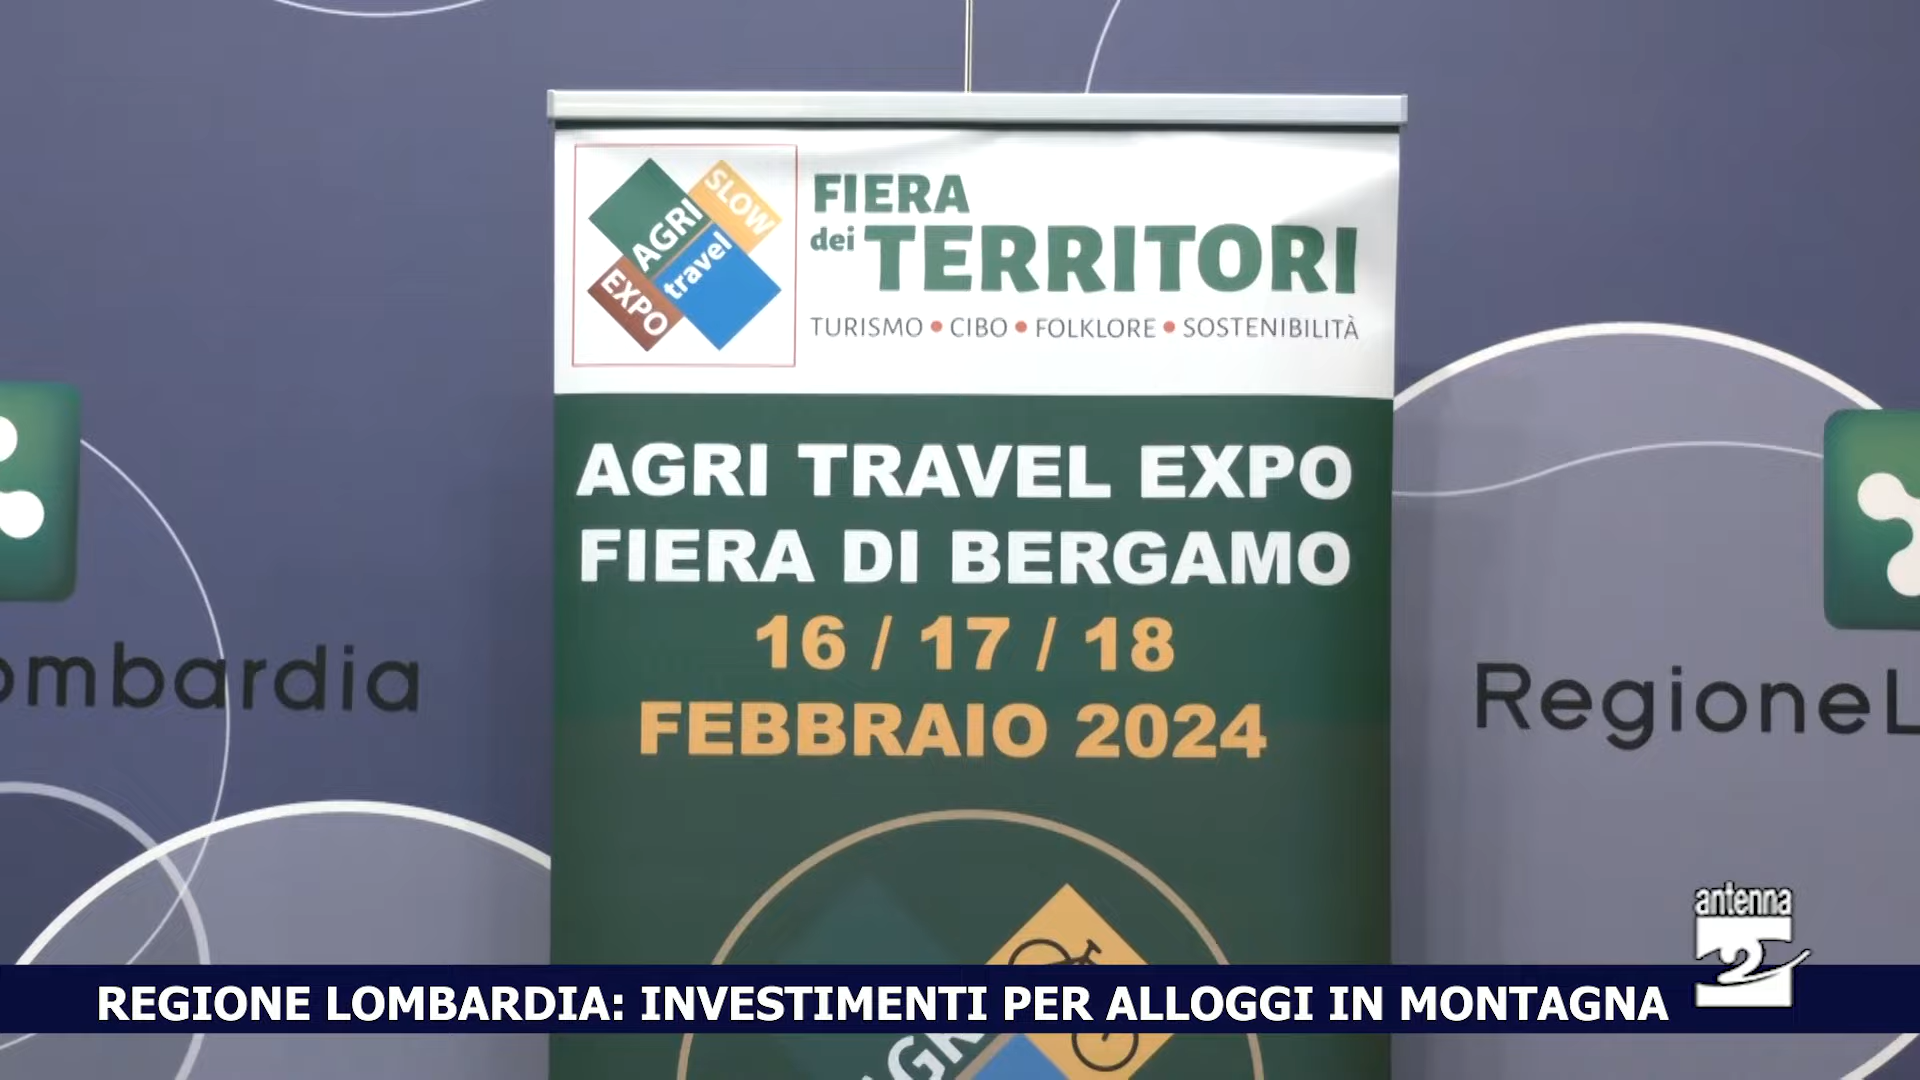 AGRI
SLOW
travel
EXPO
FIERA
dei TERRITORI
TURISMO • CIBO • FOLKLORE • SOSTENIBILITÀ
AGRI TRAVEL EXPO
FIERA DI BERGAMO
16 / 17 / 18
FEBBRAIO 2024
ombardia
RegioneL
antenna
2
REGIONE LOMBARDIA: INVESTIMENTI PER ALLOGGI IN MONTAGNA
AGR